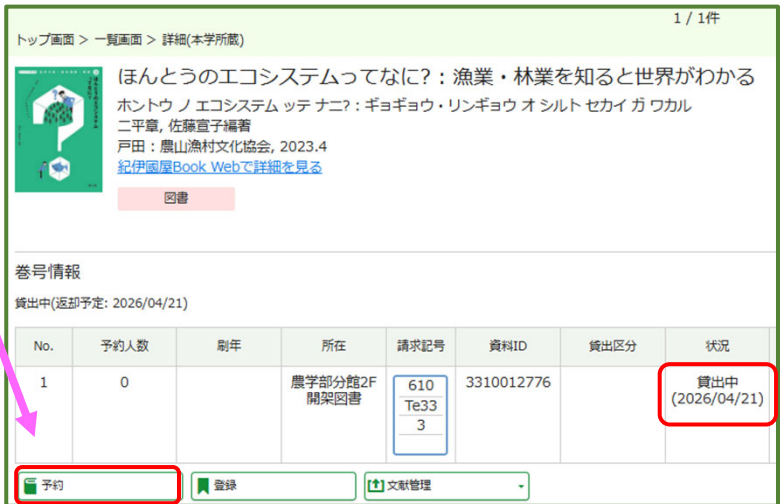 1 / 1件
トップ画面 > 一覧画面 > 詳細(本学所蔵)
ほんとうのエコシステムってなに? : 漁業・林業を知ると世界がわかる
ホントウ ノ エコシステム ッテ ナニ? : ギョギョウ・リンギョウ オ シルト セカイ ガ ワカル
二平章, 佐藤宣子編著
戸田 : 農山漁村文化協会, 2023.4
紀伊國屋Book Webで詳細を見る
図書
巻号情報
貸出中(返却予定: 2026/04/21)
No. 予約人数 刷年 所在 請求記号 資料ID 貸出区分 状況
1 0 農学部分館2F 610 3310012776 貸出中
開架図書 Te33 (2026/04/21)
3
予約 登録 文献管理